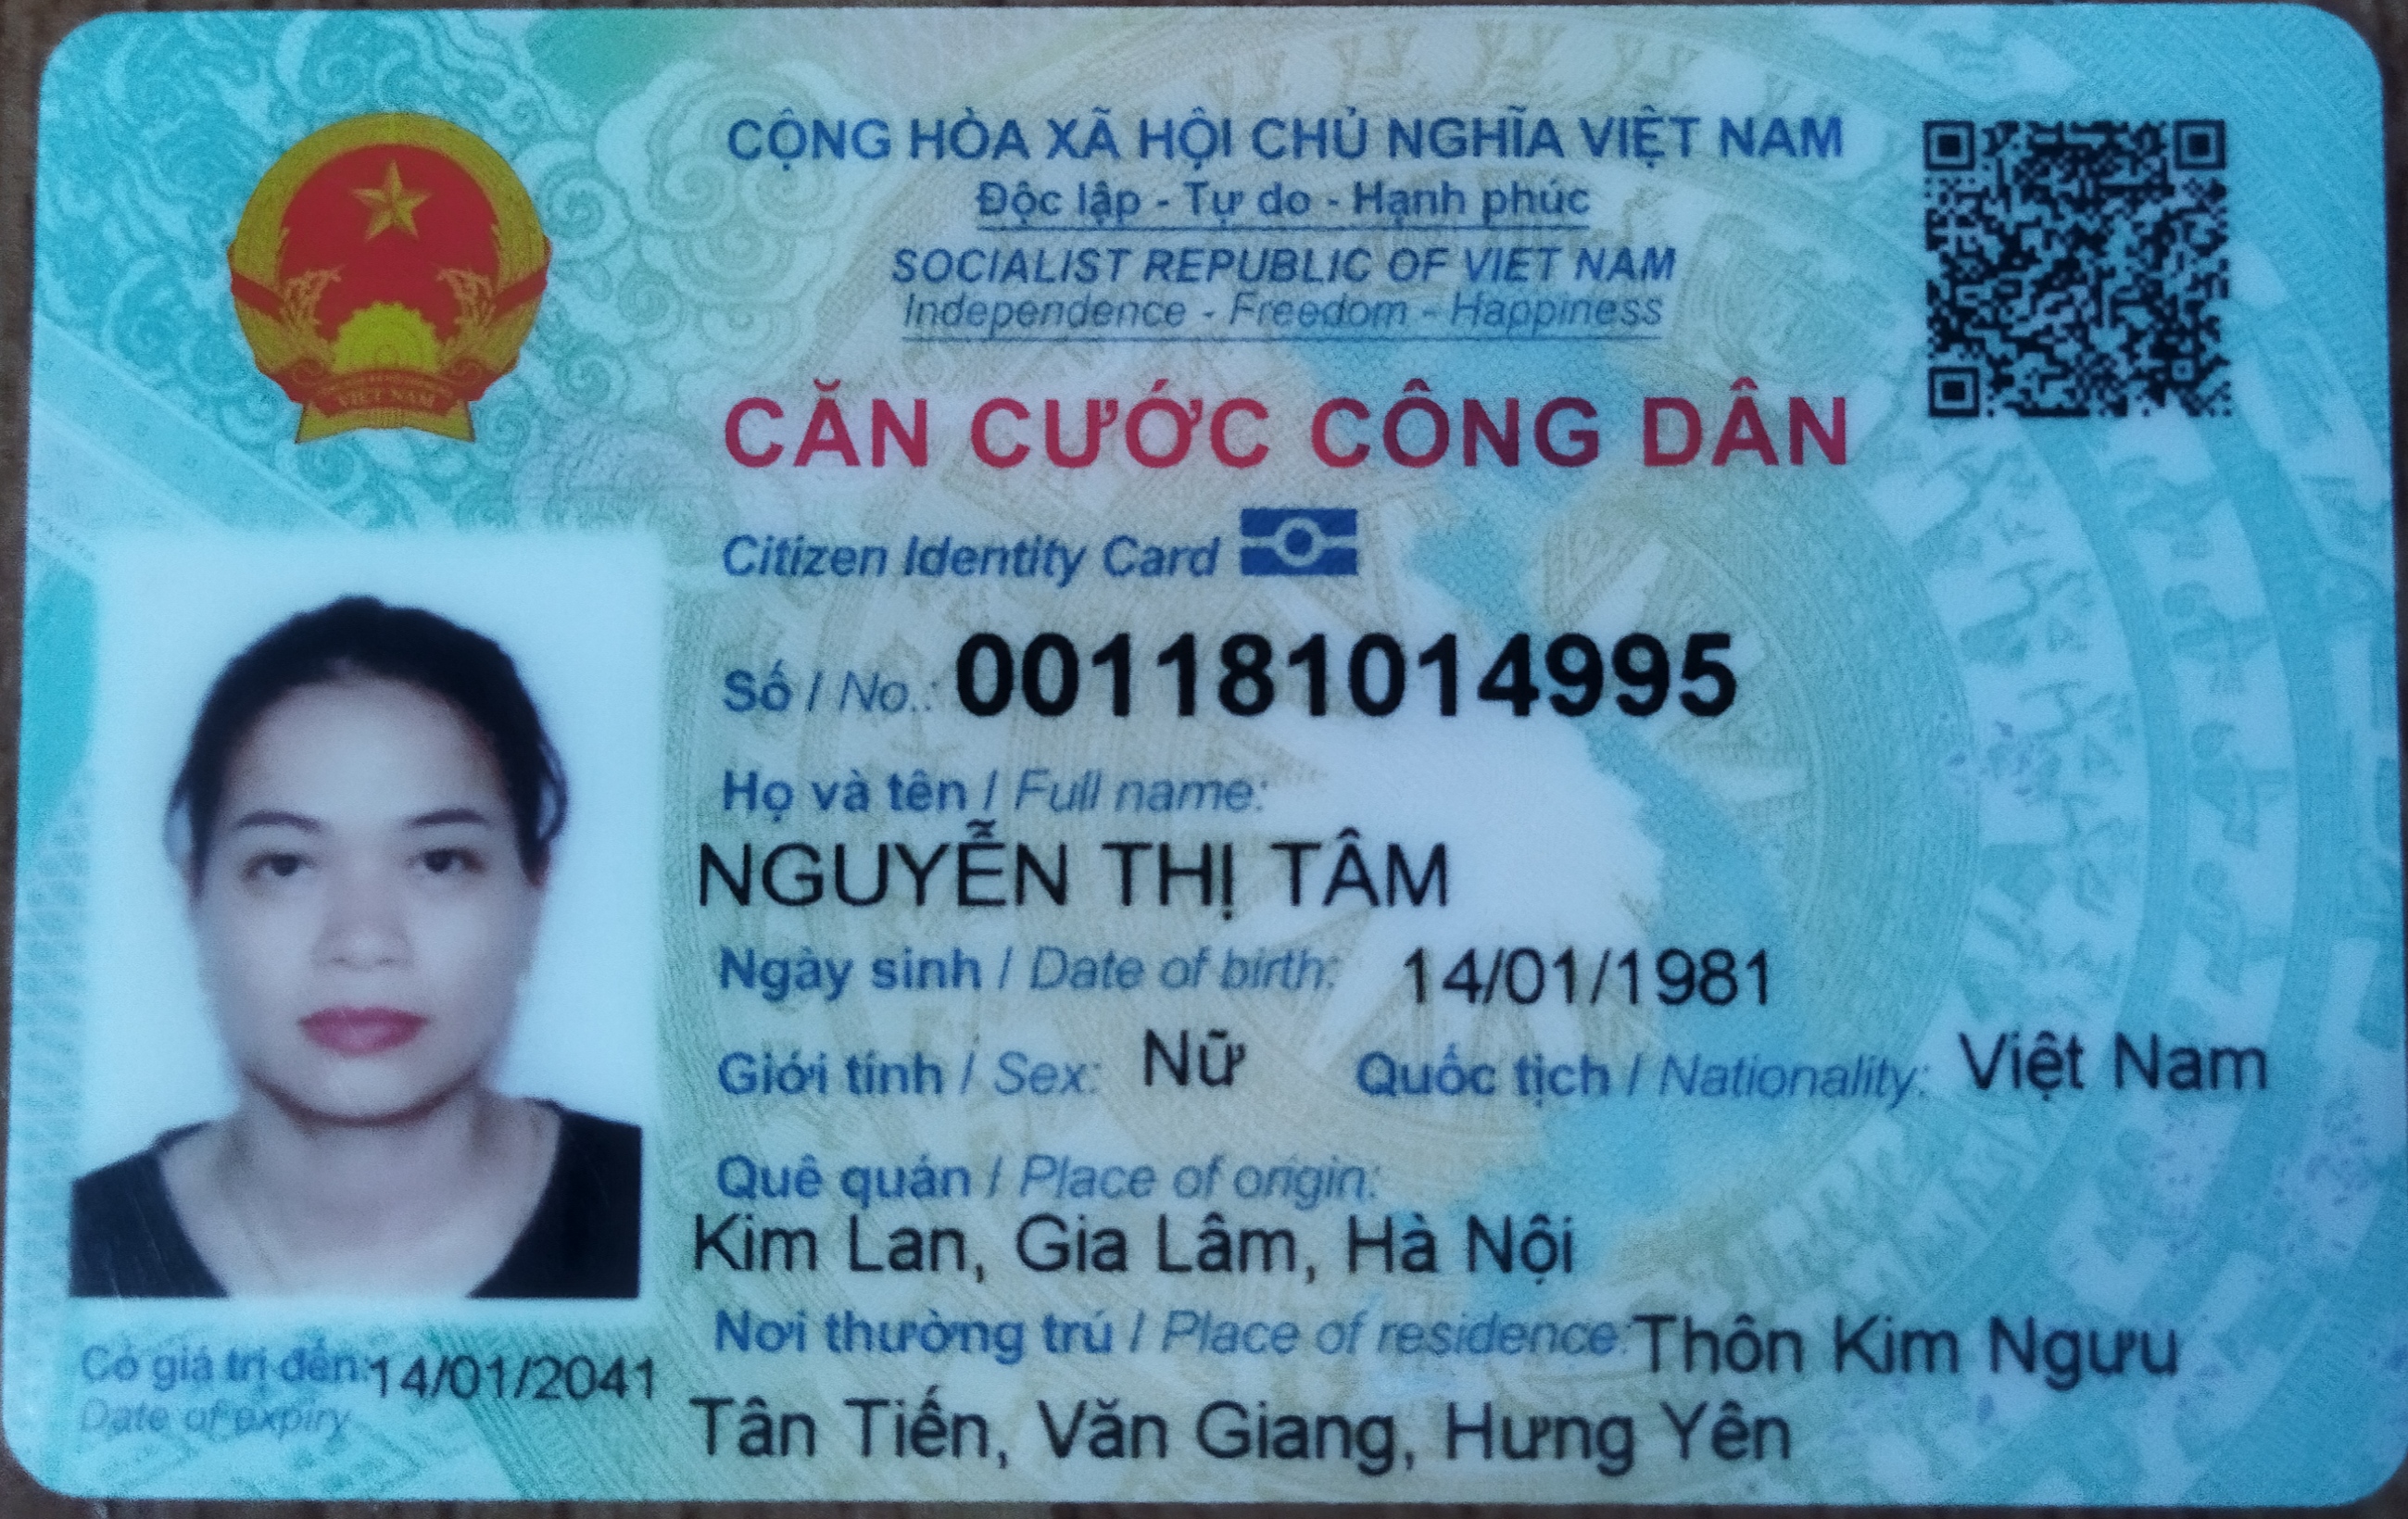 CỘNG HÒA XÃ HỘI CHỦ NGHĨA VIỆT NAM
Độc lập - Tự do - Hạnh phúc
SOCIALIST REPUBLIC OF VIET NAM
Independence - Freedom - Happiness
CĂN CƯỚC CÔNG DÂN
Citizen Identity Card
Số / No.: 001181014995
Họ và tên / Full name:
NGUYỄN THỊ TÂM
Ngày sinh / Date of birth: 14/01/1981
Giới tính / Sex: Nữ Quốc tịch / Nationality: Việt Nam
Quê quán / Place of origin:
Kim Lan, Gia Lâm, Hà Nội
Nơi thường trú / Place of residence: Thôn Kim Ngưu
Tân Tiến, Văn Giang, Hưng Yên
Có giá trị đến: 14/01/2041
Date of expiry
VIỆT NAM